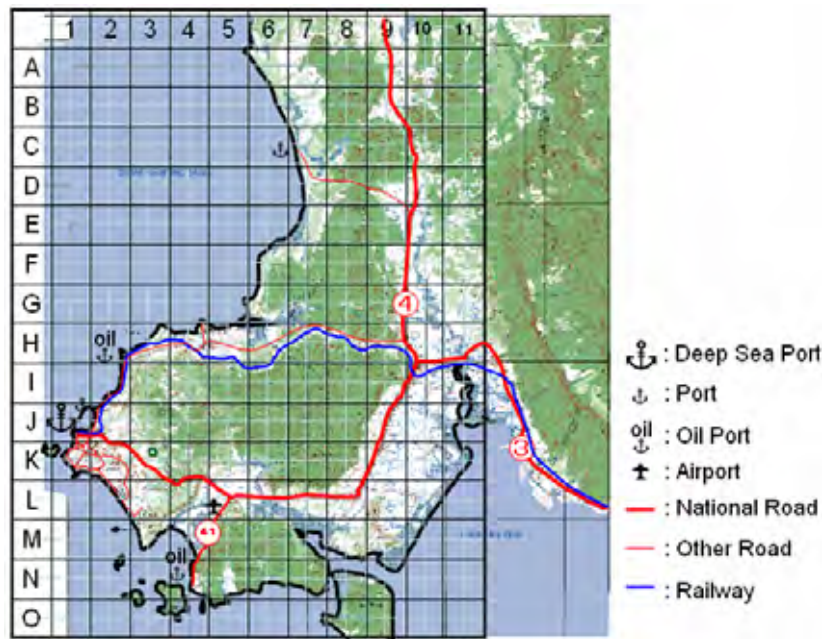 1 2 3 4 5 6 7 8 9 10 11
A
B
C
D
E
F
G
4
oil
H
I
J
K
3
L
M
oil
N
O
: Deep Sea Port
: Port
oil
: Oil Port
: Airport
: National Road
: Other Road
: Railway